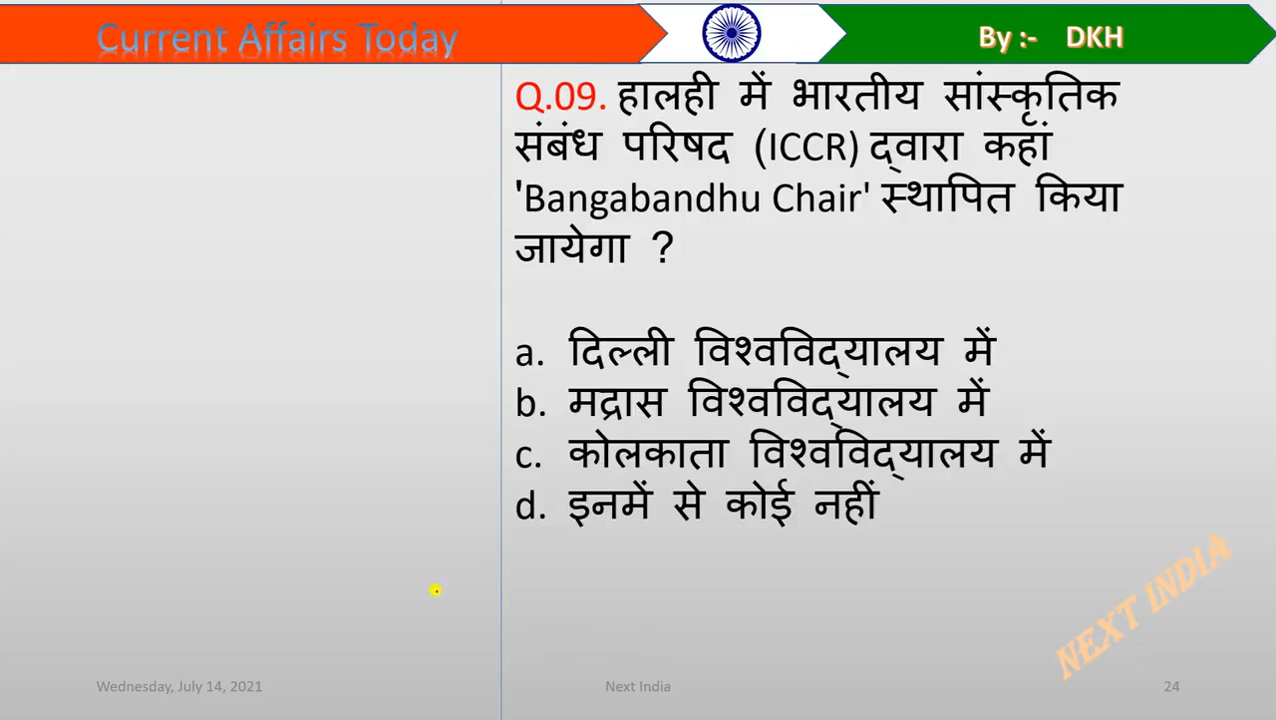 Current Affairs Today
By :- DKH
Q.09. हालही में भारतीय सांस्कृतिक
संबंध परिषद (ICCR) द्वारा कहां
'Bangabandhu Chair' स्थापित किया
जायेगा ?
a. दिल्ली विश्वविद्यालय में
b. मद्रास विश्वविद्यालय में
c. कोलकाता विश्वविद्यालय में
d. इनमें से कोई नहीं
NEXT INDIA
Wednesday, July 14, 2021
Next India
24